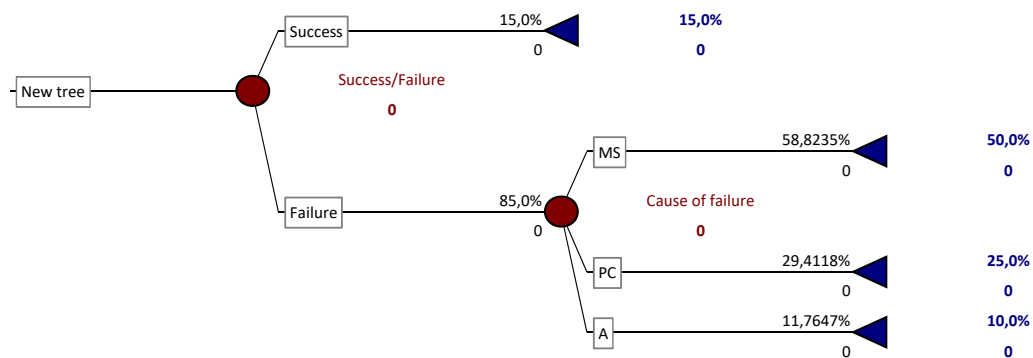 Success
15,0%
15,0%
0
0
Success/Failure
0
New tree
MS
58,8235%
50,0%
0
0
Failure
85,0%
0
Cause of failure
0
PC
29,4118%
25,0%
0
0
A
11,7647%
10,0%
0
0